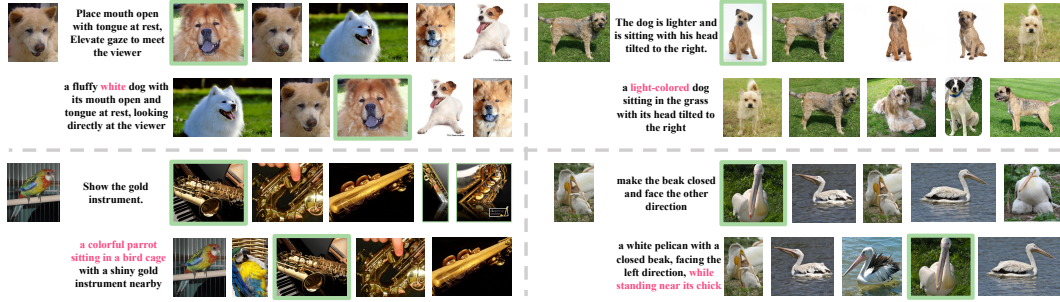 Place mouth open
with tongue at rest,
Elevate gaze to meet
the viewer
a fluffy white dog with
its mouth open and
tongue at rest, looking
directly at the viewer
The dog is lighter and
is sitting with his head
tilted to the right.
a light-colored dog
sitting in the grass
with its head tilted to
the right
Show the gold
instrument.
a colorful parrot
sitting in a bird cage
with a shiny gold
instrument nearby
make the beak closed
and face the other
direction
a white pelican with a
closed beak, facing the
left direction, while
standing near its chick